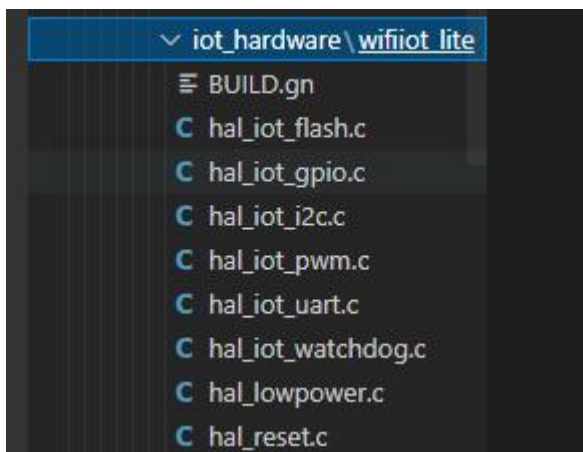 iot_hardware\wifiiot_lite
BUILD.gn
C hal_iot_flash.c
C hal_iot_gpio.c
C hal_iot_i2c.c
C hal_iot_pwm.c
C hal_iot_uart.c
C hal_iot_watchdog.c
C hal_lowpower.c
C hal_reset.c